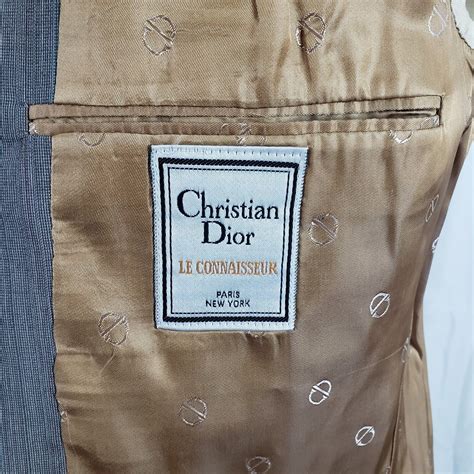 Christian
Dior
LE CONNAISSEUR
PARIS
NEW YORK